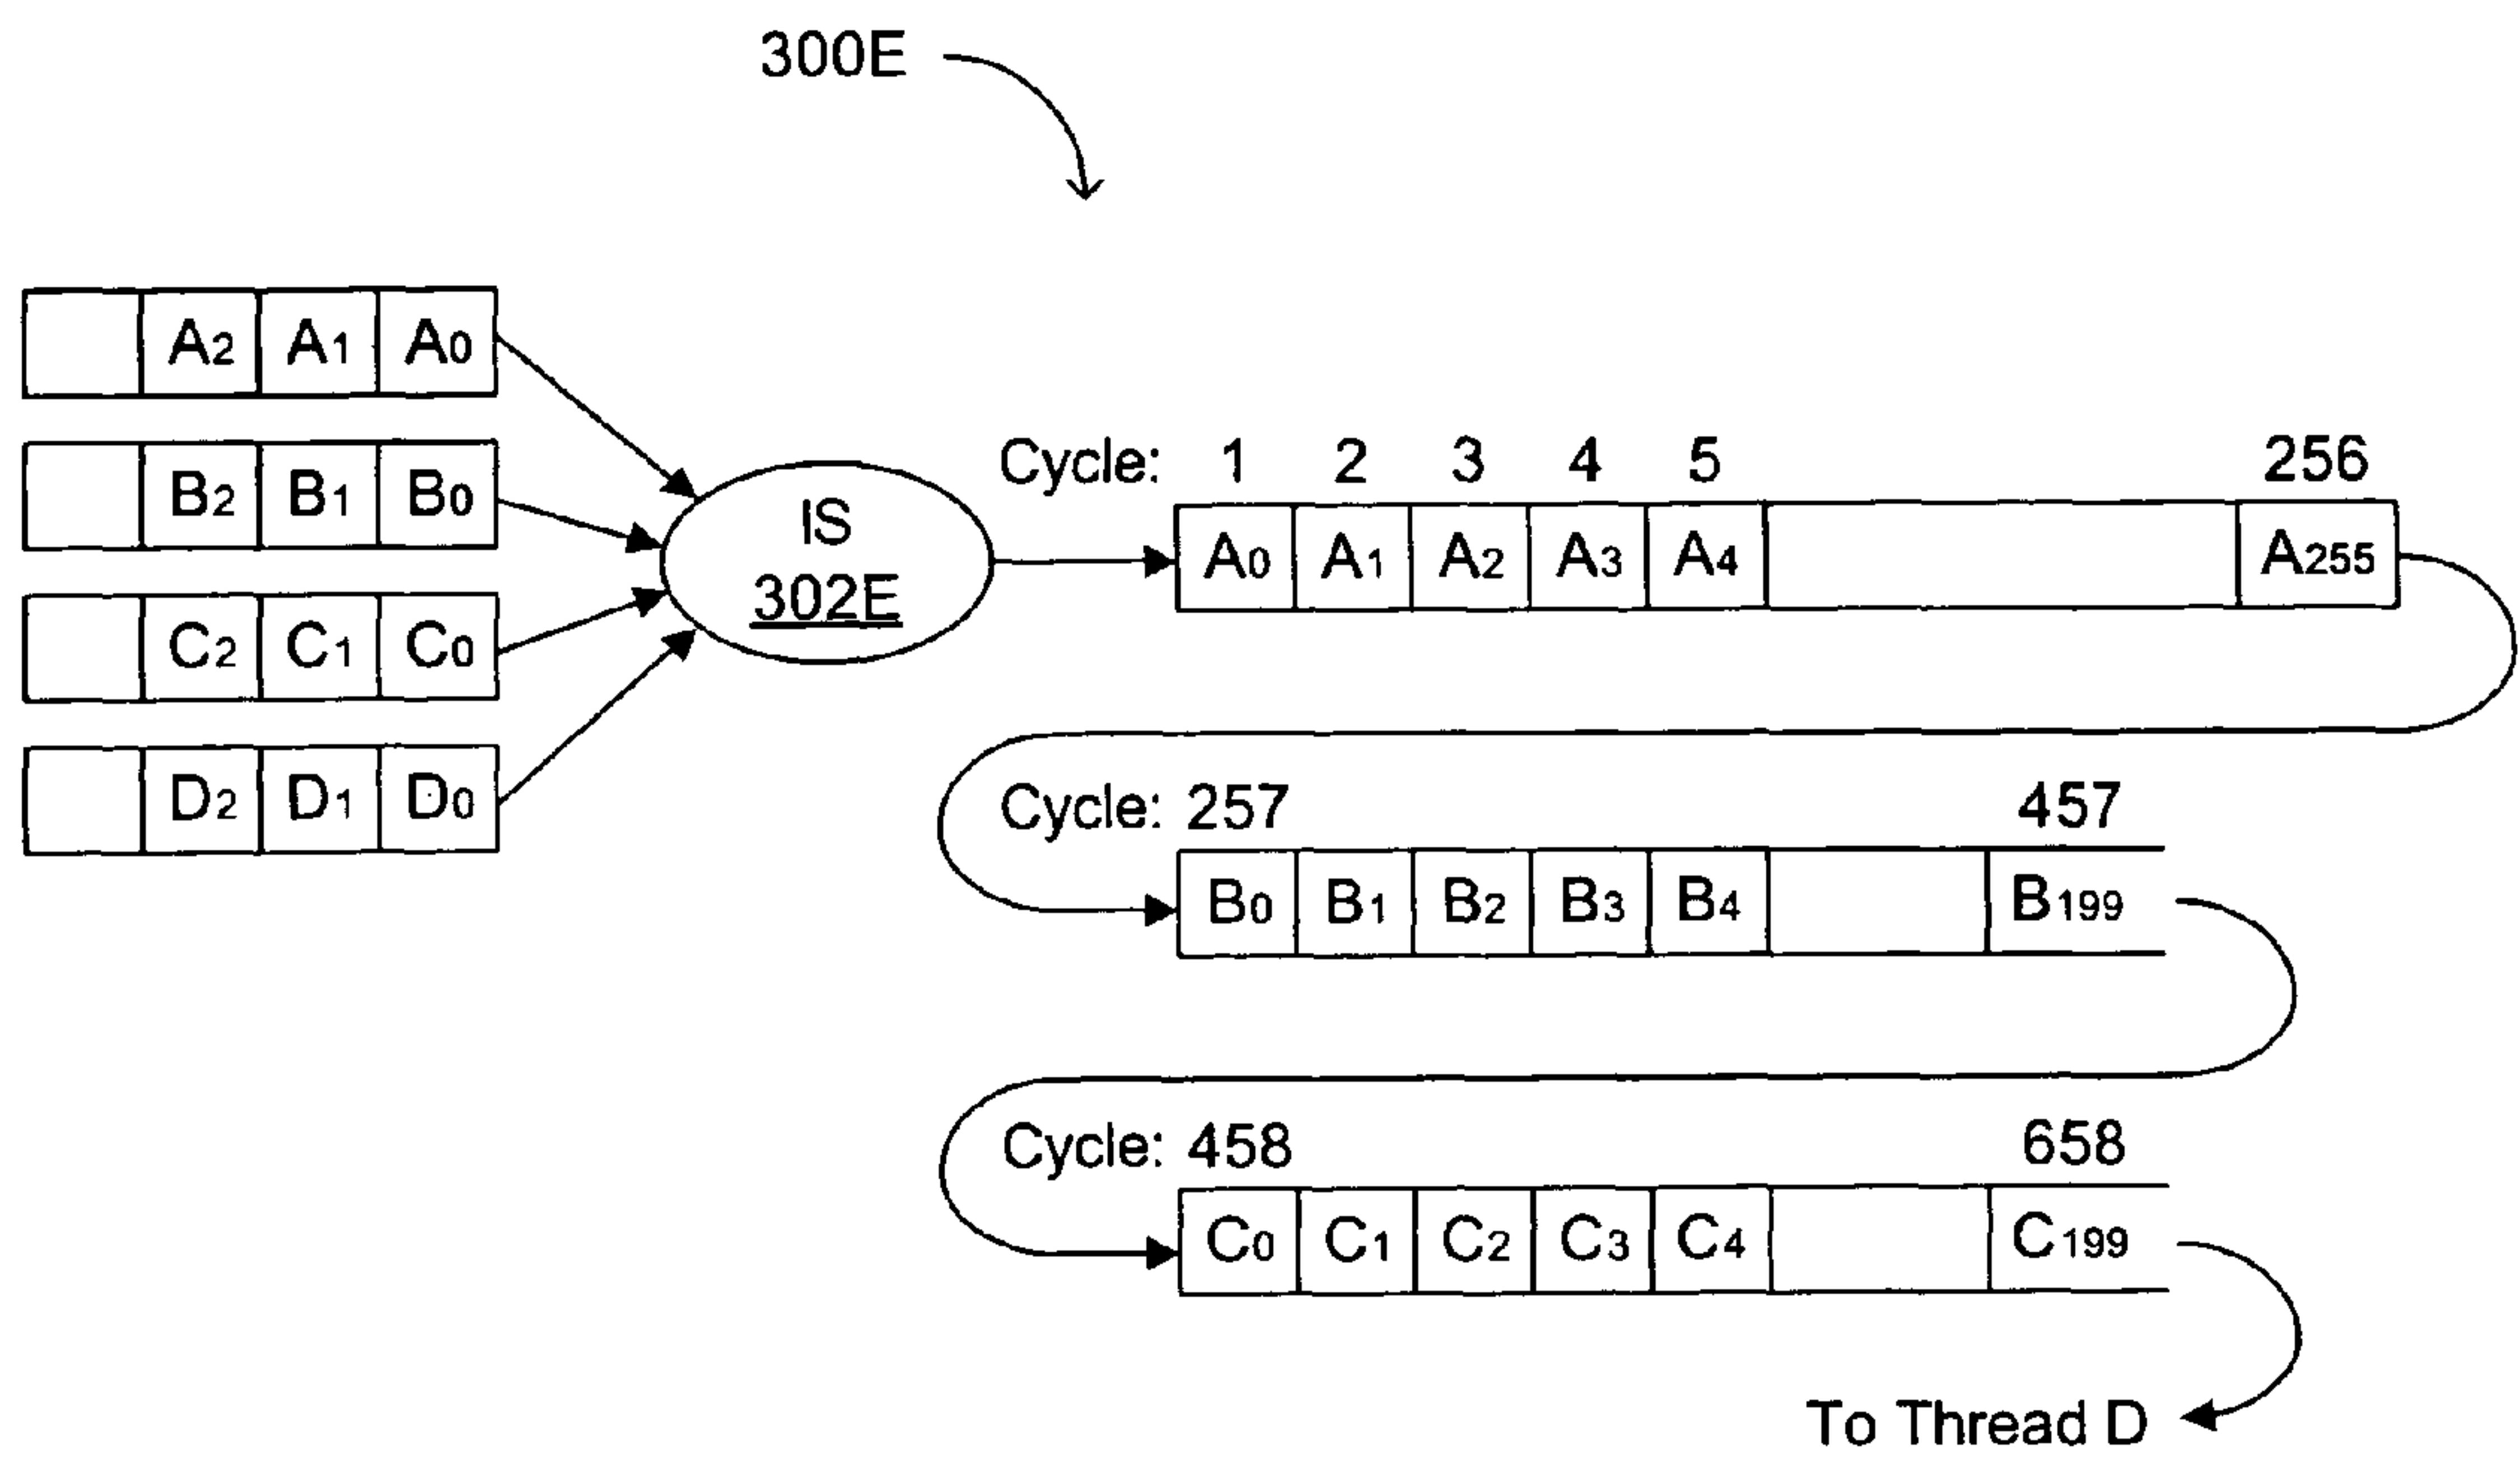 300E
A2 A1 A0
B2 B1 B0
C2 C1 C0
D2 D1 D0
IS
302E
Cycle: 1 2 3 4 5 256
A0 A1 A2 A3 A4 A255
Cycle: 257 457
B0 B1 B2 B3 B4 B199
Cycle: 458 658
C0 C1 C2 C3 C4 C199
To Thread D